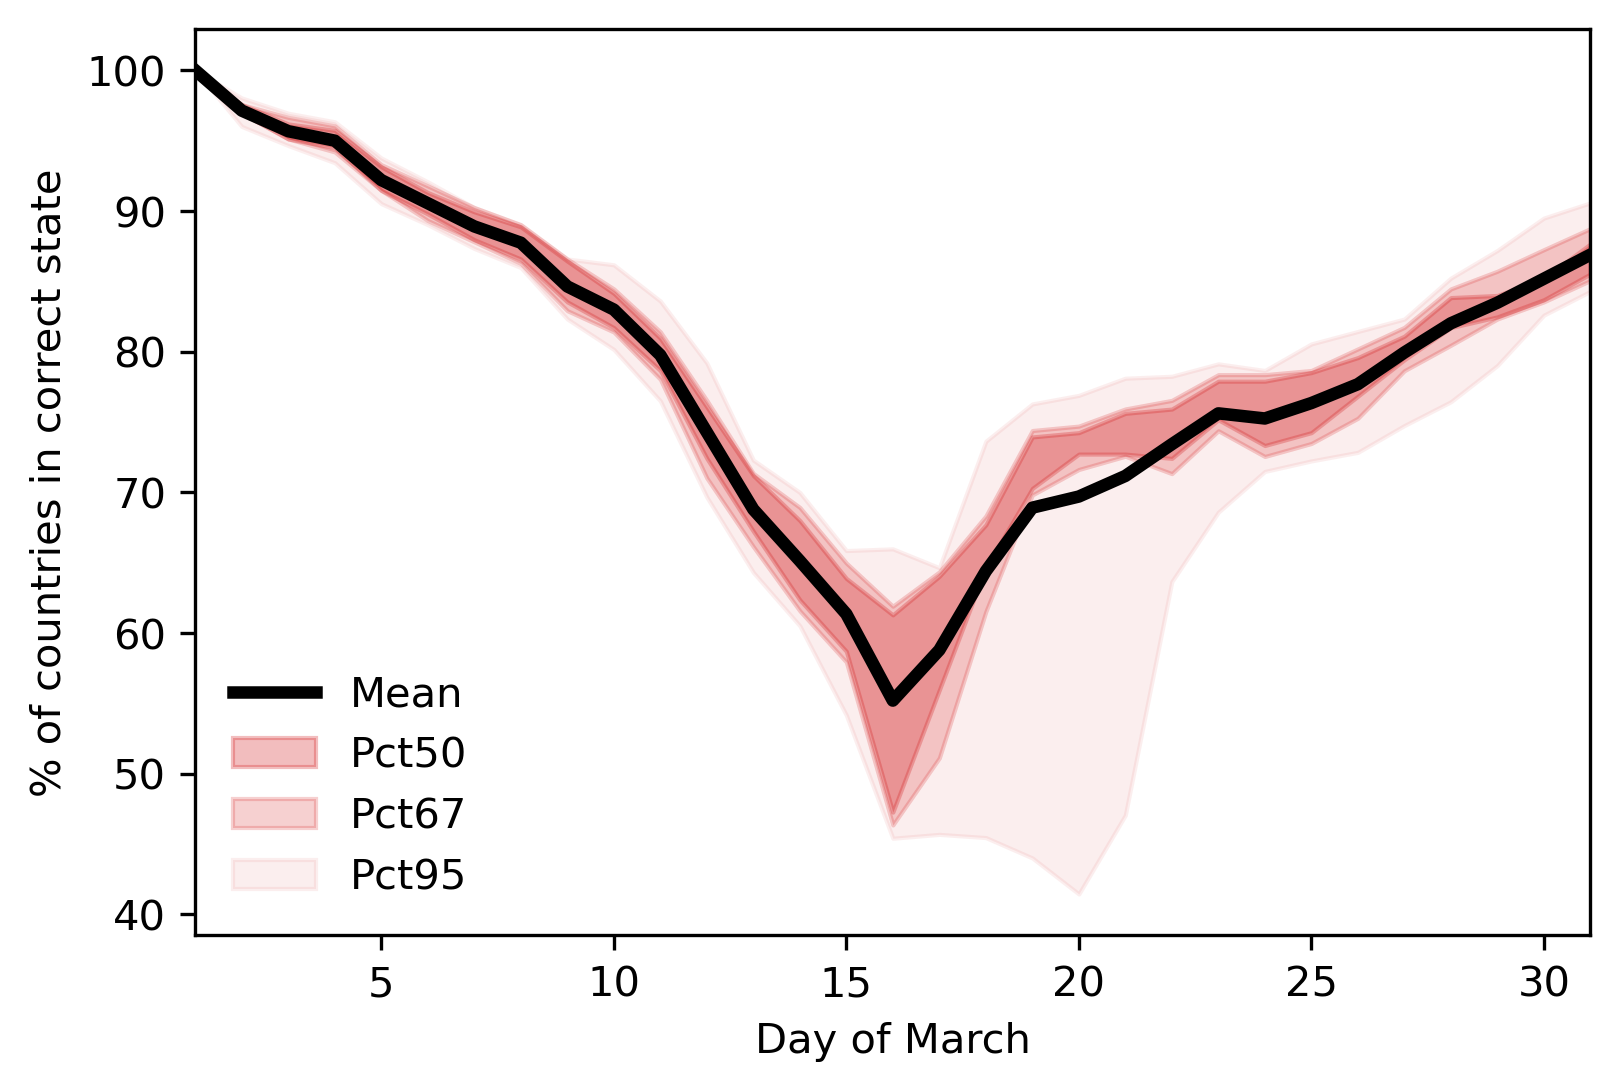 % of countries in correct state
100
90
80
70
60
50
40
Mean
Pct50
Pct67
Pct95
5 10 15 20 25 30
Day of March